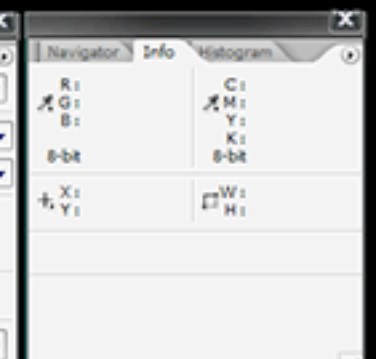 Navigator Info Histogram
R: C:
G: M:
B: Y:
K:
8-bit 8-bit
X: W:
Y: H: